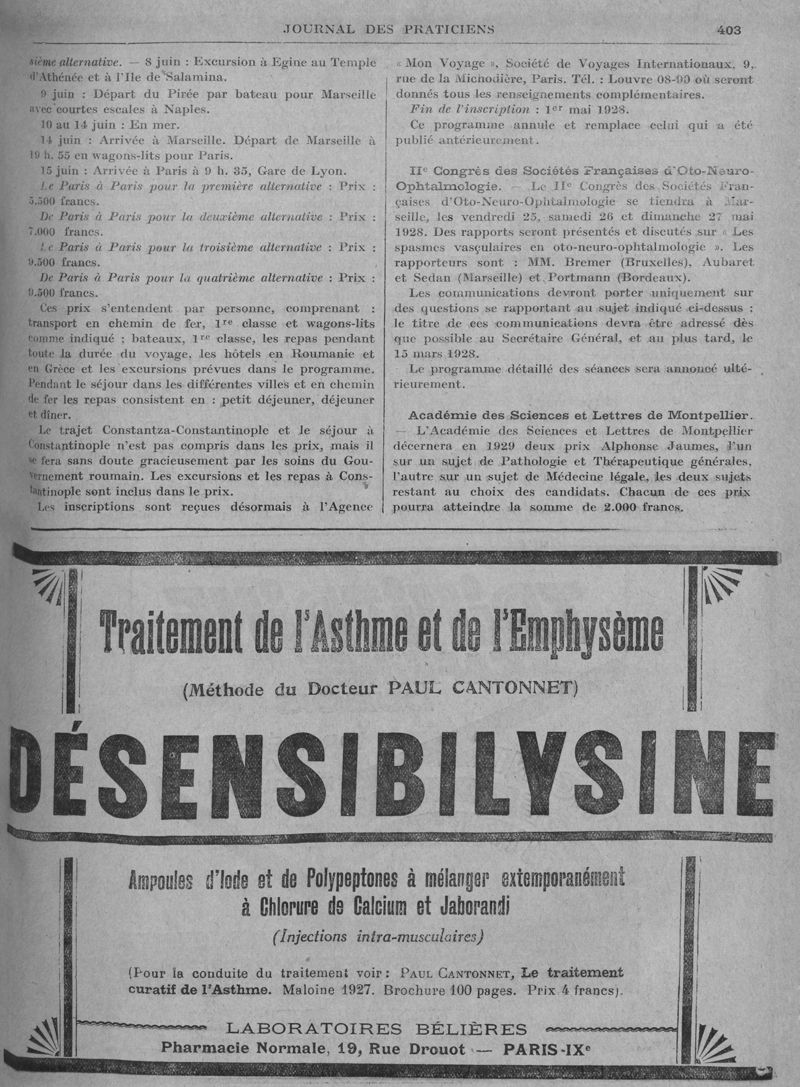 JOURNAL DES PRATICIENS 403
sième alternative. — 8 juin : Excursion à Egine au Temple
d'Athénée et à l'Ile de Salamina.
9 juin : Départ du Pirée par bateau pour Marseille
avec courtes escales à Naples.
10 au 14 juin : En mer.
14 juin : Arrivée à Marseille. Départ de Marseille à
19 h. 55 en wagons-lits pour Paris.
15 juin : Arrivée à Paris à 9 h. 35, Gare de Lyon.
De Paris à Paris pour la première alternative : Prix :
5.500 francs.
De Paris à Paris pour la deuxième alternative : Prix :
7.000 francs.
De Paris à Paris pour la troisième alternative : Prix :
9.500 francs.
De Paris à Paris pour la quatrième alternative : Prix :
9.500 francs.
Ces prix s'entendent par personne, comprenant :
transport en chemin de fer, 1re classe et wagons-lits
comme indiqué ; bateaux, 1re classe, les repas pendant
toute la durée du voyage, les hôtels en Roumanie et
en Grèce et les excursions prévues dans le programme.
Pendant le séjour dans les différentes villes et en chemin
de fer les repas consistent en : petit déjeuner, déjeuner
et dîner.
Le trajet Constantza-Constantinople et le séjour à
Constantinople n'est pas compris dans les prix, mais il
se fera sans doute gracieusement par les soins du Gou-
vernement roumain. Les excursions et les repas à Cons-
tantinople sont inclus dans le prix.
Les inscriptions sont reçues désormais à l'Agence
« Mon Voyage », Société de Voyages Internationaux, 9,
rue de la Michodière, Paris. Tél. : Louvre 08-90 où seront
donnés tous les renseignements complémentaires.
Fin de l'inscription : 1er mai 1928.
Ce programme annule et remplace celui qui a été
publié antérieurement.
IIe Congrès des Sociétés Françaises d'Oto-Neuro-
Ophtalmologie. — Le IIe Congrès des Sociétés Fran-
çaises d'Oto-Neuro-Ophtalmologie se tiendra à Mar-
seille, les vendredi 25, samedi 26 et dimanche 27 mai
1928. Des rapports seront présentés et discutés sur « Les
spasmes vasculaires en oto-neuro-ophtalmologie ». Les
rapporteurs sont : MM. Bremer (Bruxelles), Aubaret
et Sedan (Marseille) et Portmann (Bordeaux).
Les communications devront porter uniquement sur
des questions se rapportant au sujet indiqué ci-dessus :
le titre de ces communications devra être adressé dès
que possible au Secrétaire Général, et au plus tard, le
15 mars 1928.
Le programme détaillé des séances sera annoncé ulté-
rieurement.
Académie des Sciences et Lettres de Montpellier.
— L'Académie des Sciences et Lettres de Montpellier
décernera en 1929 deux prix Alphonse Jaumes, l'un
sur un sujet de Pathologie et Thérapeutique générales,
l'autre sur un sujet de Médecine légale, les deux sujets
restant au choix des candidats. Chacun de ces prix
pourra atteindre la somme de 2.000 francs.
Traitement de l'Asthme et de l'Emphysème
(Méthode du Docteur PAUL CANTONNET)
DÉSENSIBILYSINE
Ampoules d'Iode et de Polypeptones à mélanger extemporanément
à Chlorure de Calcium et Jaborandi
(Injections intra-musculaires)
(Pour la conduite du traitement voir : PAUL CANTONNET, Le traitement
curatif de l'Asthme. Maloine 1927. Brochure 100 pages. Prix 4 francs).
LABORATOIRES BÉLIÈRES
Pharmacie Normale, 19, Rue Drouot — PARIS-IXe